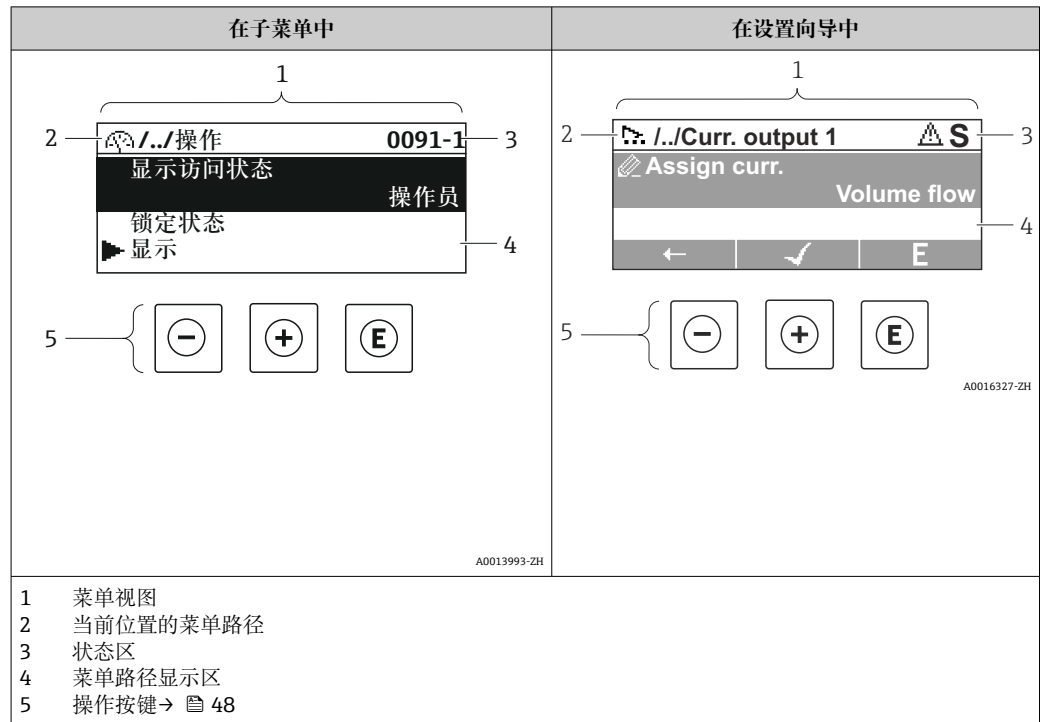 在子菜单中
在设置向导中
1
2
/../操作 0091-1
3
显示访问状态
操作员
锁定状态
显示
4
5
- + E
A0013993-ZH
1
2
/../Curr. output 1 S
3
Assign curr.
Volume flow
4
← ✓ E
5
- + E
A0016327-ZH
1 菜单视图
2 当前位置的菜单路径
3 状态区
4 菜单路径显示区
5 操作按键→ 48